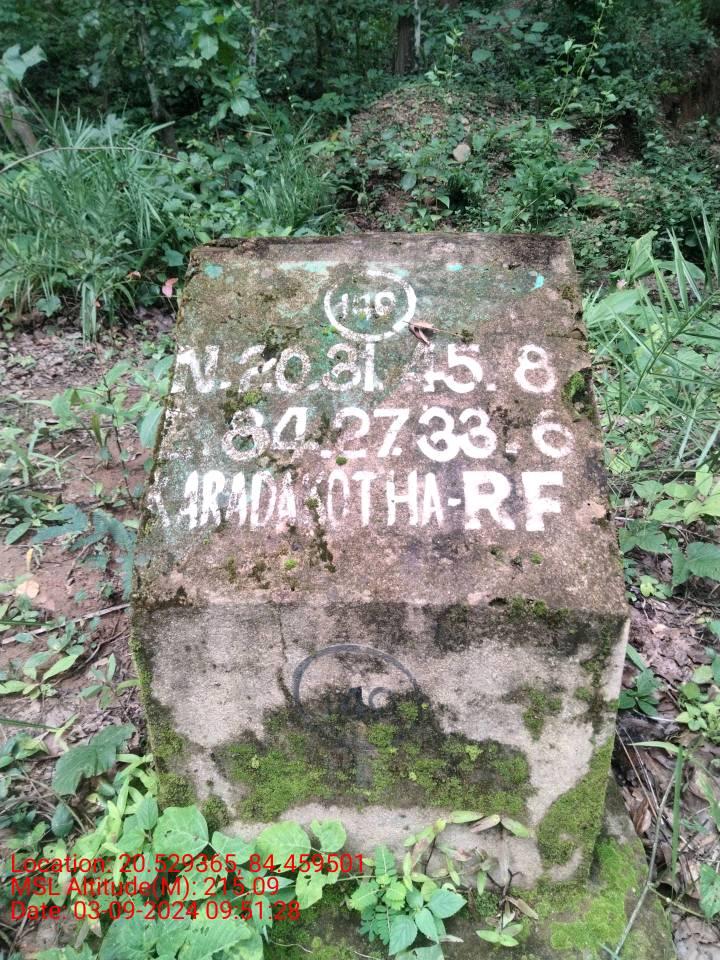 N.20.31.45.8
E.84.27.33.6
KARADAKOTHA-RF
Location: 20.529365, 84.459501
MSL Altitude(M): 215.09
Date: 03-09-2024 09:51:28